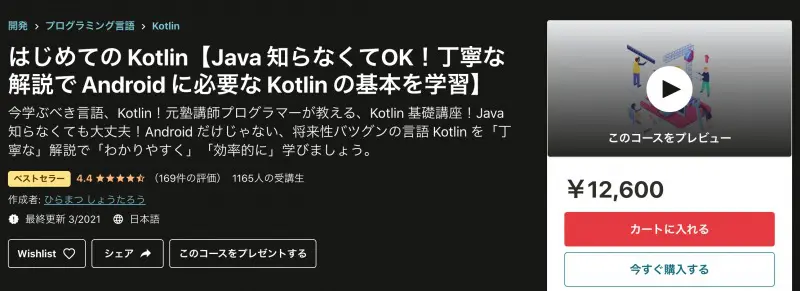 開発 > プログラミング言語 > Kotlin
はじめての Kotlin【Java 知らなくてOK！丁寧な
解説で Android に必要な Kotlin の基本を学習】
今学ぶべき言語、Kotlin！元塾講師プログラマーが教える、Kotlin 基礎講座！Java
知らなくても大丈夫！Android だけじゃない、将来性バツグンの言語 Kotlin を「丁
寧な」解説で「わかりやすく」「効率的に」学びましょう。
ベストセラー 4.4 （169件の評価） 1165人の受講生
作成者: ひらまつ しょうたろう
最終更新 3/2021 日本語
Wishlist シェア このコースをプレゼントする
このコースをプレビュー
￥12,600
カートに入れる
今すぐ購入する